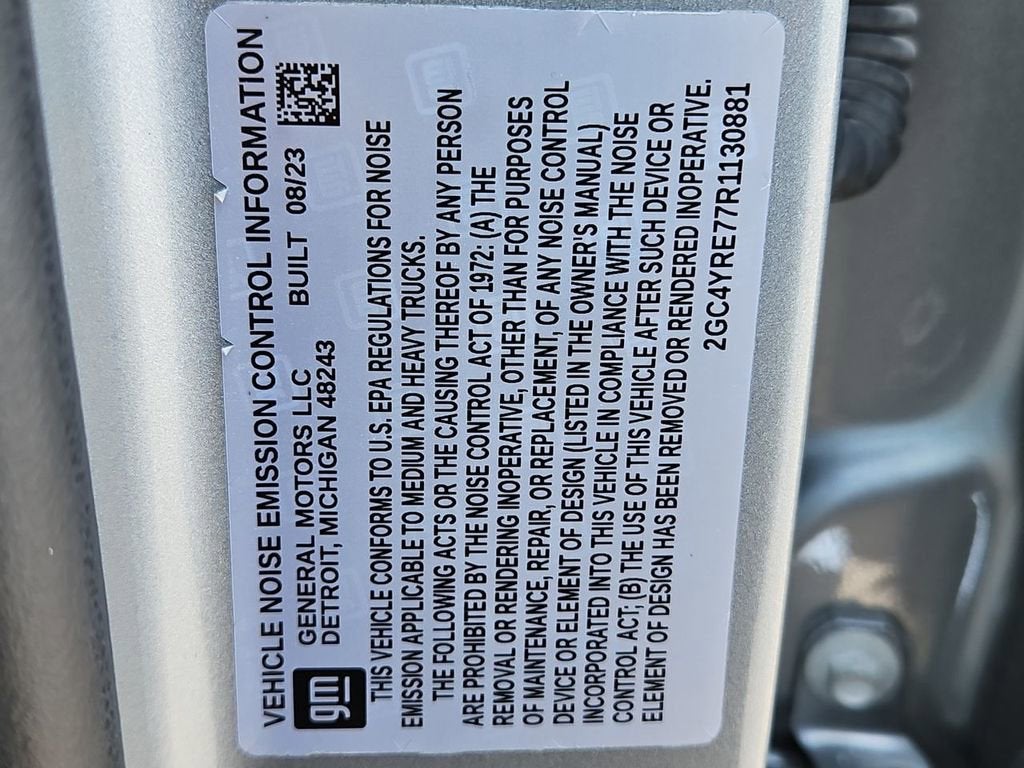 VEHICLE NOISE EMISSION CONTROL INFORMATION
gm
GENERAL MOTORS LLC BUILT 08/23
DETROIT, MICHIGAN 48243
THIS VEHICLE CONFORMS TO U.S. EPA REGULATIONS FOR NOISE
EMISSION APPLICABLE TO MEDIUM AND HEAVY TRUCKS.
THE FOLLOWING ACTS OR THE CAUSING THEREOF BY ANY PERSON
ARE PROHIBITED BY THE NOISE CONTROL ACT OF 1972: (A) THE
REMOVAL OR RENDERING INOPERATIVE, OTHER THAN FOR PURPOSES
OF MAINTENANCE, REPAIR, OR REPLACEMENT, OF ANY NOISE CONTROL
DEVICE OR ELEMENT OF DESIGN (LISTED IN THE OWNER'S MANUAL)
INCORPORATED INTO THIS VEHICLE IN COMPLIANCE WITH THE NOISE
CONTROL ACT; (B) THE USE OF THIS VEHICLE AFTER SUCH DEVICE OR
ELEMENT OF DESIGN HAS BEEN REMOVED OR RENDERED INOPERATIVE.
2GC4YRE77R1130881